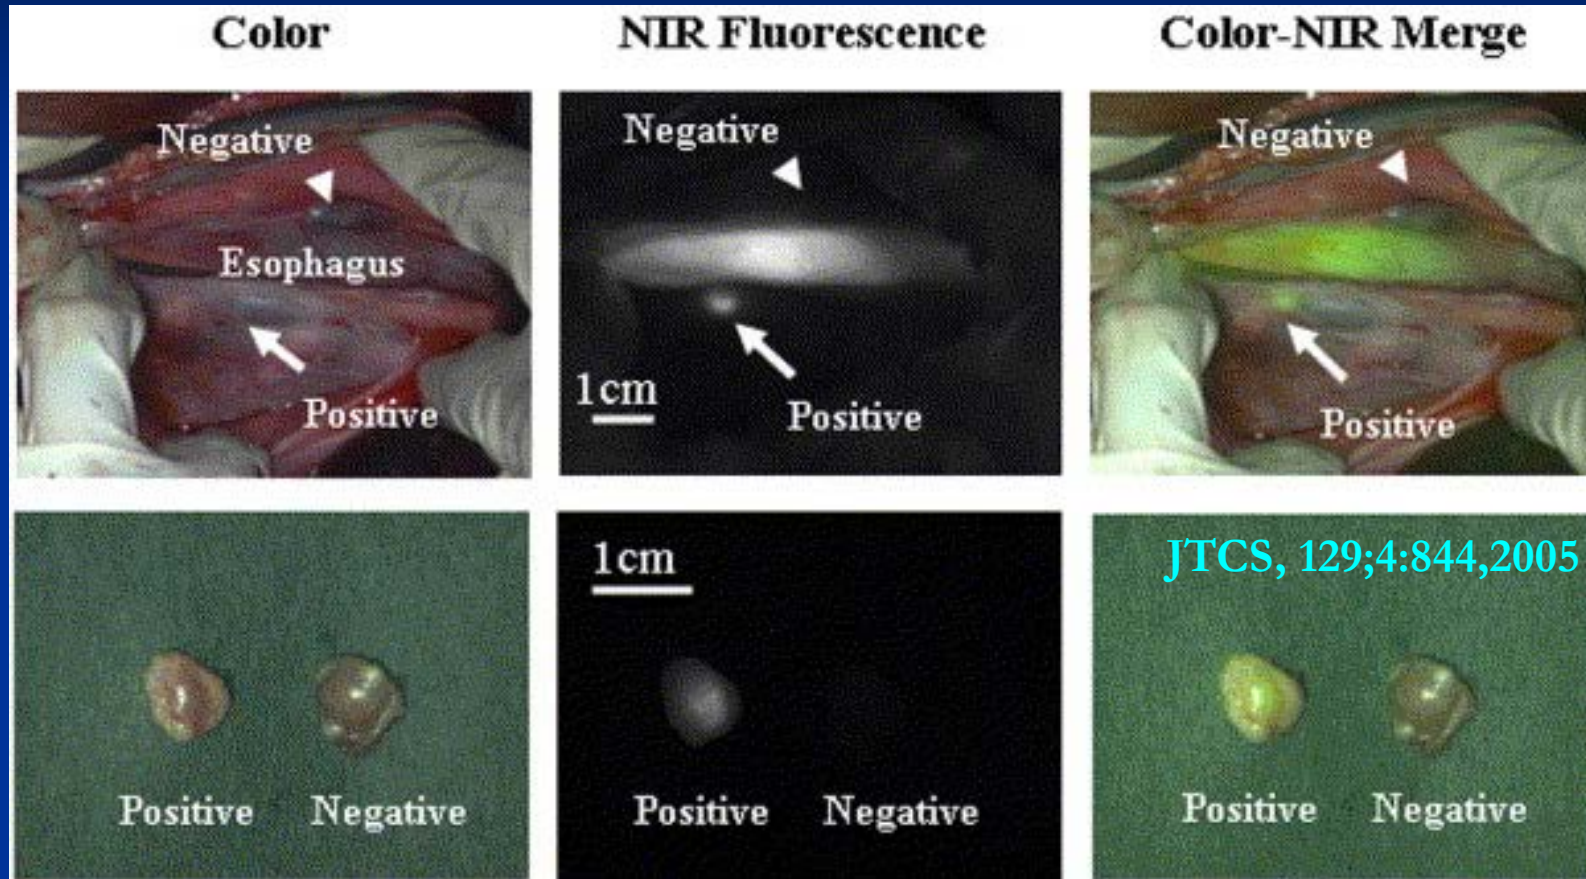 Color
NIR Fluorescence
Color-NIR Merge
Negative
Esophagus
Positive
Negative
1cm
Positive
Negative
Positive
Positive
Negative
1cm
Positive
Negative
JTCS, 129;4:844,2005
Positive
Negative